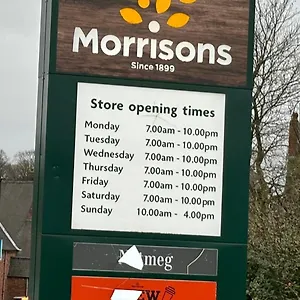 Morrisons
Since 1899
Store opening times
Monday 7.00am - 10.00pm
Tuesday 7.00am - 10.00pm
Wednesday 7.00am - 10.00pm
Thursday 7.00am - 10.00pm
Friday 7.00am - 10.00pm
Saturday 7.00am - 10.00pm
Sunday 10.00am - 4.00pm